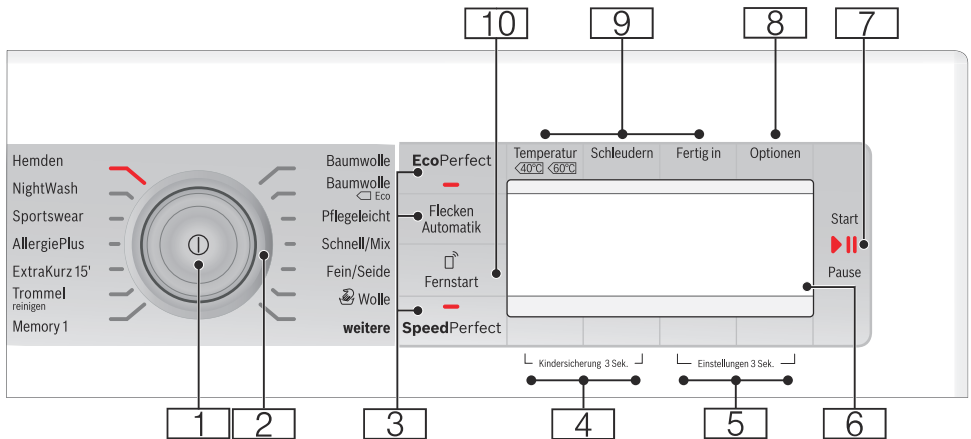 10
9
8
7
Hemden
NightWash
Sportswear
AllergiePlus
ExtraKurz 15'
Trommel
reinigen
Memory 1
Baumwolle
Baumwolle
Eco
Pflegeleicht
Schnell/Mix
Fein/Seide
Wolle
weitere
EcoPerfect
Flecken
Automatik
Fernstart
SpeedPerfect
Temperatur
40°C 60°C
Schleudern
Fertig in
Optionen
Start
Pause
Kindersicherung 3 Sek.
Einstellungen 3 Sek.
1
2
3
4
5
6